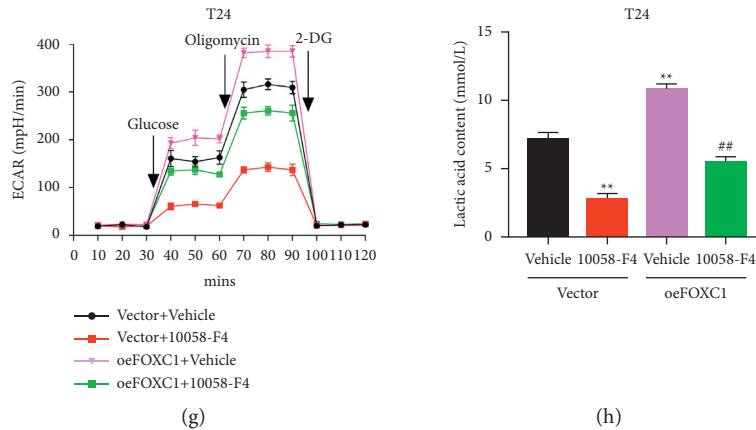 T24
ECAR (mpH/min)
400
300
200
100
0
Glucose
Oligomycin
2-DG
0 10 20 30 40 50 60 70 80 90 100 110 120
mins
Vector+Vehicle
Vector+10058-F4
oeFOXC1+Vehicle
oeFOXC1+10058-F4
(g)
T24
Lactic acid content (mmol/L)
15
10
5
0
**
**
##
Vehicle 10058-F4 Vehicle 10058-F4
Vector oeFOXC1
(h)